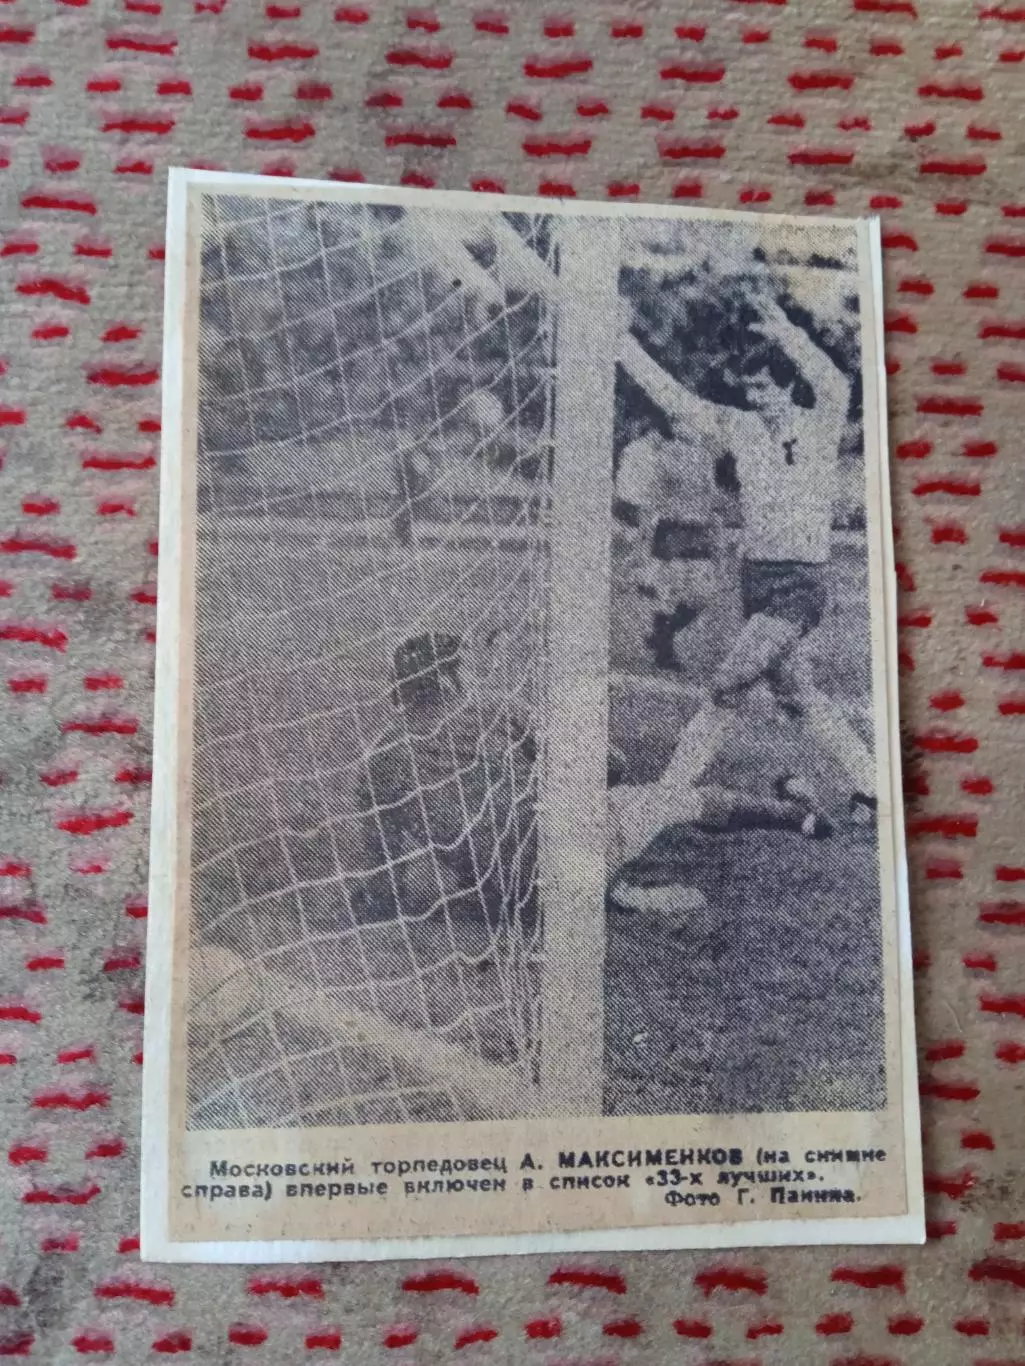 Московский торпедовец А. МАКСИМЕНКОВ (на снимке
справа) впервые включен в список «33-х лучших».
Фото Г. Панина.